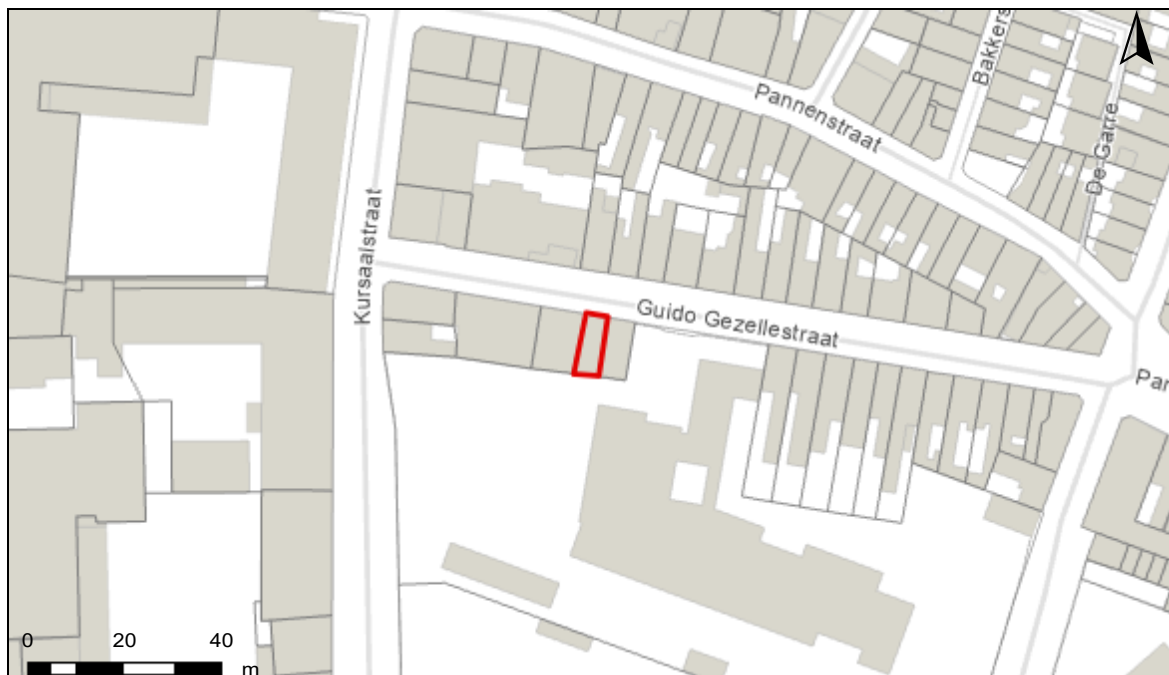 Bakkers
De Garre
Pannenstraat
Kursaalstraat
Guido Gezellestraat
Par
0 20 40
m